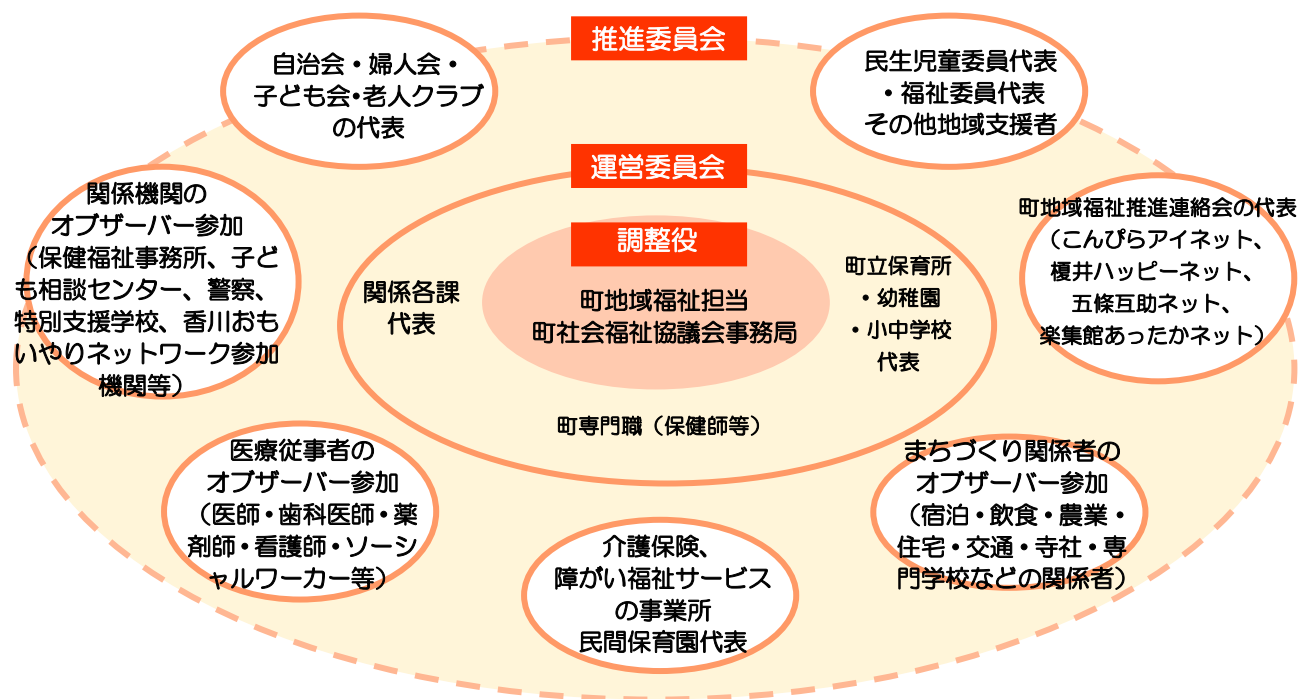 推進委員会
自治会・婦人会・
子ども会・老人クラブ
の代表
民生児童委員代表
・福祉委員代表
その他地域支援者
関係機関の
オブザーバー参加
（保健福祉事務所、子ど
も相談センター、警察、
特別支援学校、香川おも
いやりネットワーク参加
機関等）
運営委員会
調整役
町地域福祉担当
町社会福祉協議会事務局
関係各課
代表
町立保育所
・幼稚園
・小中学校
代表
町専門職（保健師等）
町地域福祉推進連絡会の代表
（こんぴらアイネット、
榎井ハッピーネット、
五條互助ネット、
楽集館あったかネット）
医療従事者の
オブザーバー参加
（医師・歯科医師・薬
剤師・看護師・ソーシ
ャルワーカー等）
介護保険、
障がい福祉サービス
の事業所
民間保育園代表
まちづくり関係者の
オブザーバー参加
（宿泊・飲食・農業・
住宅・交通・寺社・専
門学校などの関係者）